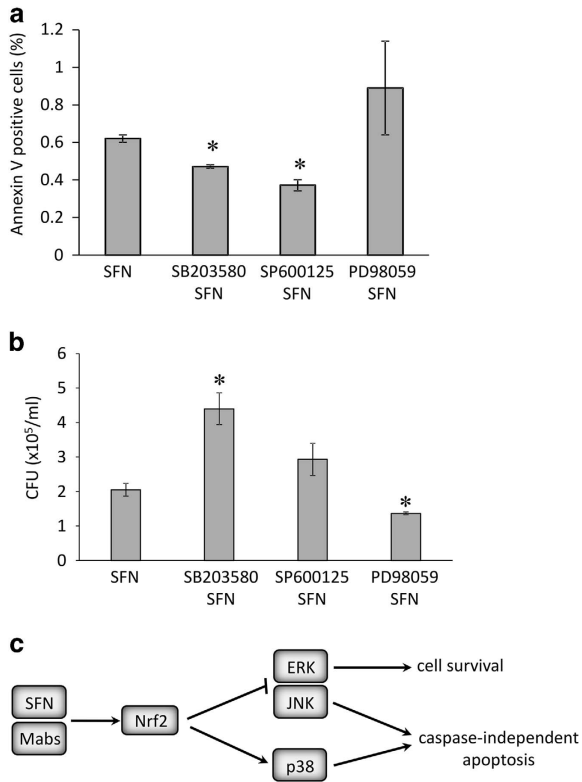 a
Annexin V positive cells (%)
1.2
1
0.8
0.6
0.4
0.2
0
*
*
SFN
SB203580
SFN
SP600125
SFN
PD98059
SFN
b
CFU (x10⁵/ml)
6
5
4
3
2
1
0
*
*
SFN
SB203580
SFN
SP600125
SFN
PD98059
SFN
c
SFN
Mabs
Nrf2
ERK
JNK
p38
cell survival
caspase-independent
apoptosis